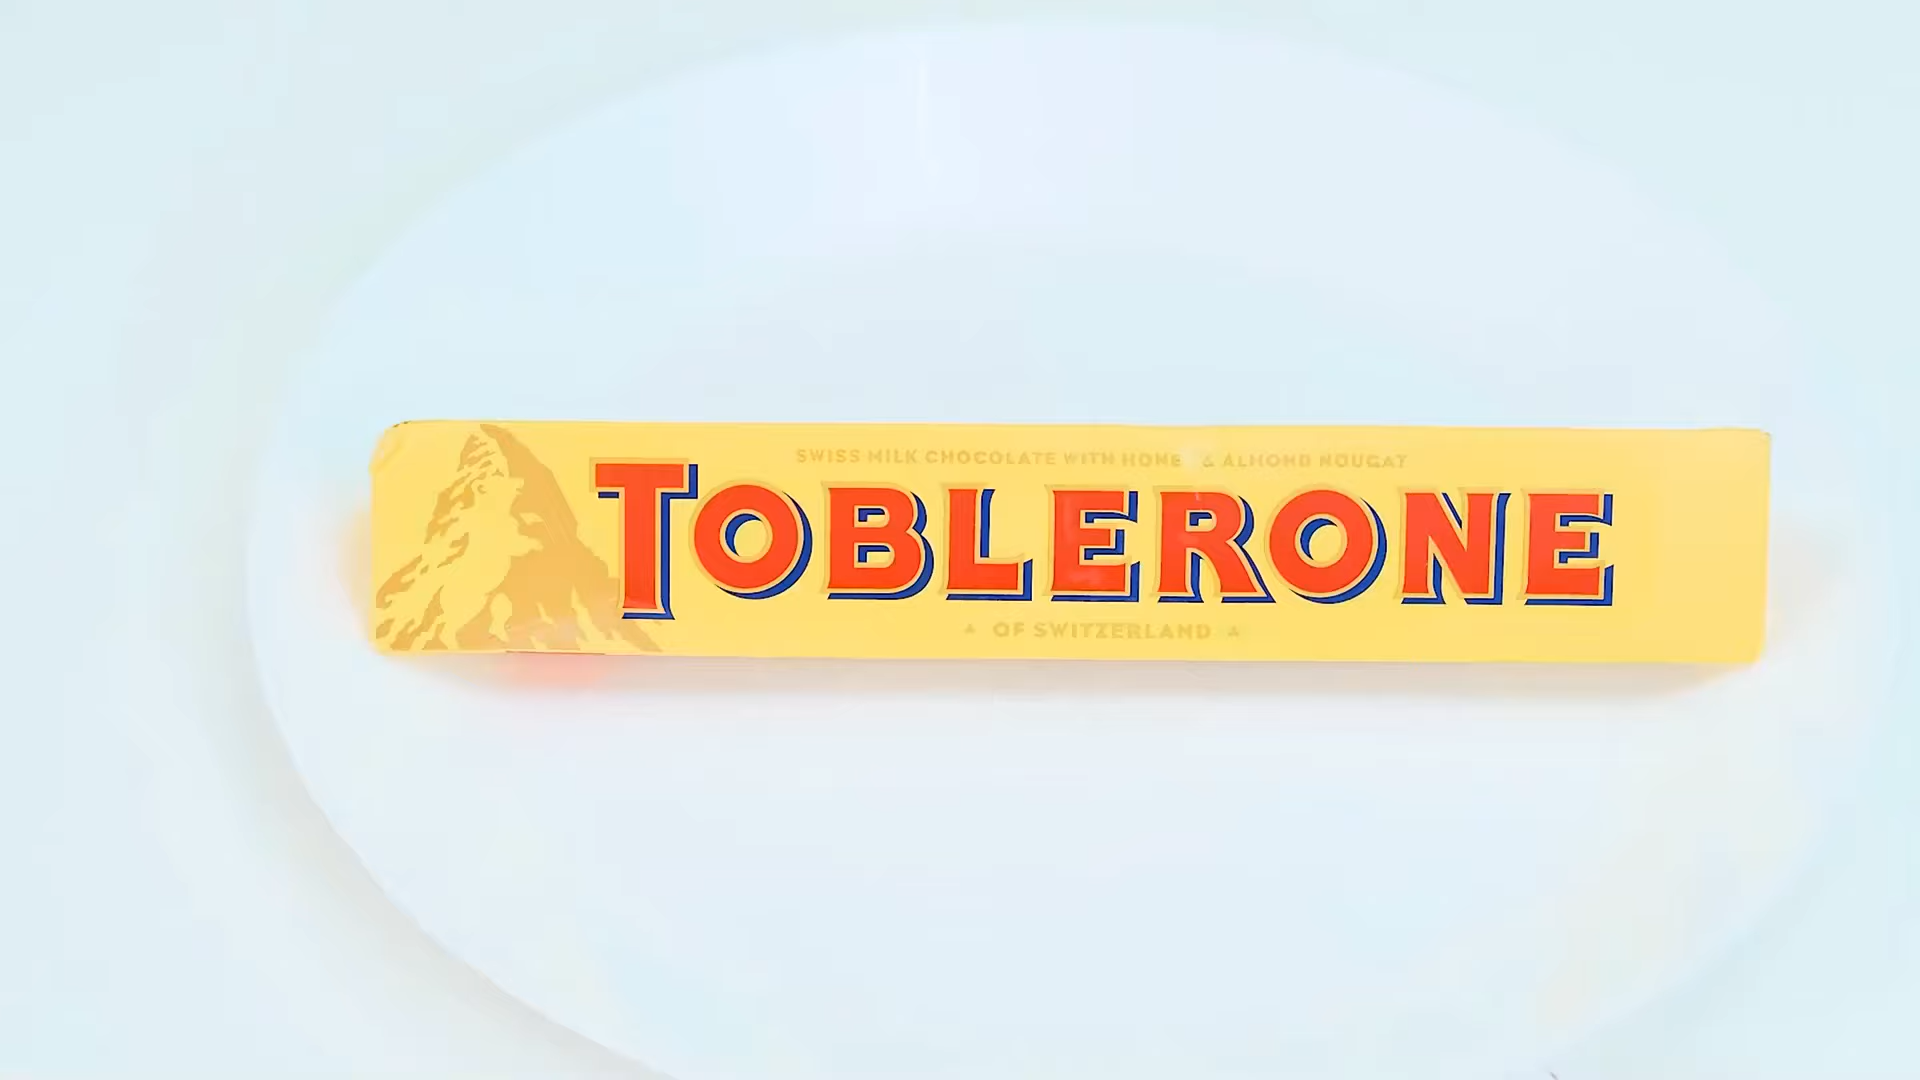 SWISS MILK CHOCOLATE WITH HONEY & ALMOND NOUGAT
TOBLERONE
OF SWITZERLAND